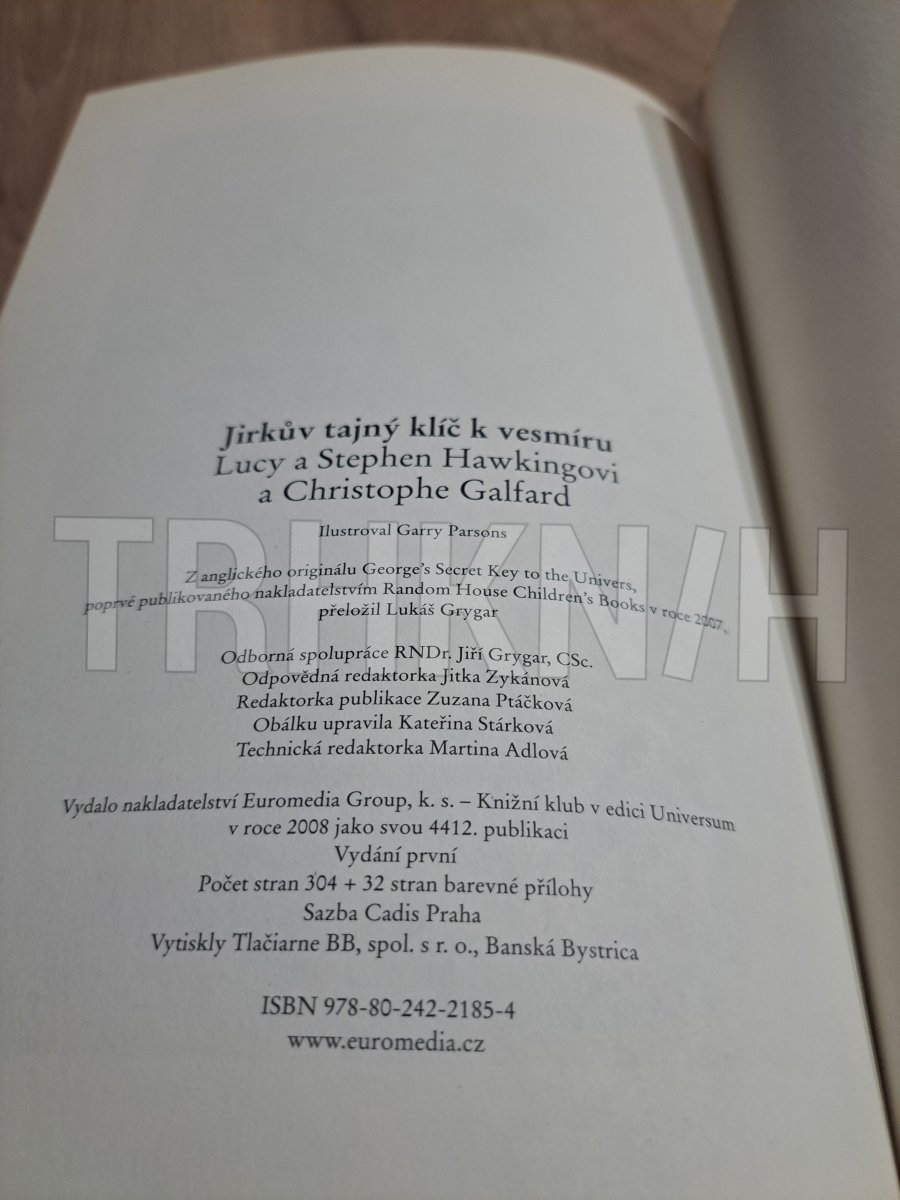 Jirkův tajný klíč k vesmíru
Lucy a Stephen Hawkingovi
a Christophe Galfard
Ilustroval Garry Parsons
Z anglického originálu George's Secret Key to the Univers,
poprvé publikovaného nakladatelstvím Random House Children's Books v roce 2007,
přeložil Lukáš Grygar
TRHKN/H
Odborná spolupráce RNDr. Jiří Grygar, CSc.
Odpovědná redaktorka Jitka Zykánová
Redaktorka publikace Zuzana Ptáčková
Obálku upravila Kateřina Stárková
Technická redaktorka Martina Adlová
Vydalo nakladatelství Euromedia Group, k. s. – Knižní klub v edici Universum
v roce 2008 jako svou 4412. publikaci
Vydání první
Počet stran 304 + 32 stran barevné přílohy
Sazba Cadis Praha
Vytiskly Tlačiarne BB, spol. s r. o., Banská Bystrica
ISBN 978-80-242-2185-4
www.euromedia.cz